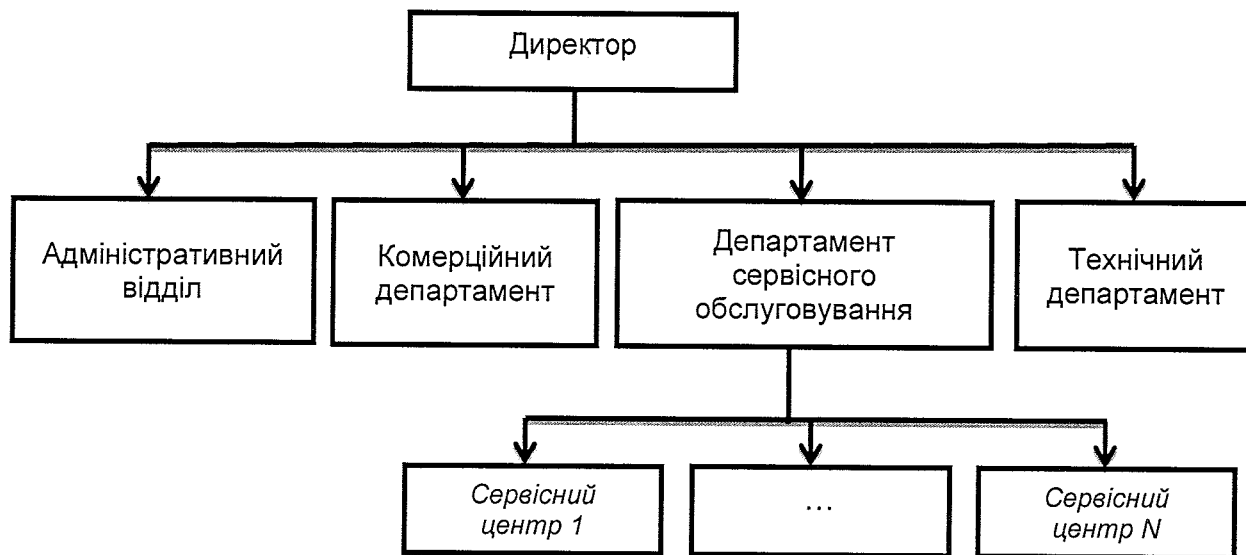 Директор
Адміністративний
відділ
Комерційний
департамент
Департамент
сервісного
обслуговування
Технічний
департамент
Сервісний
центр 1
...
Сервісний
центр N